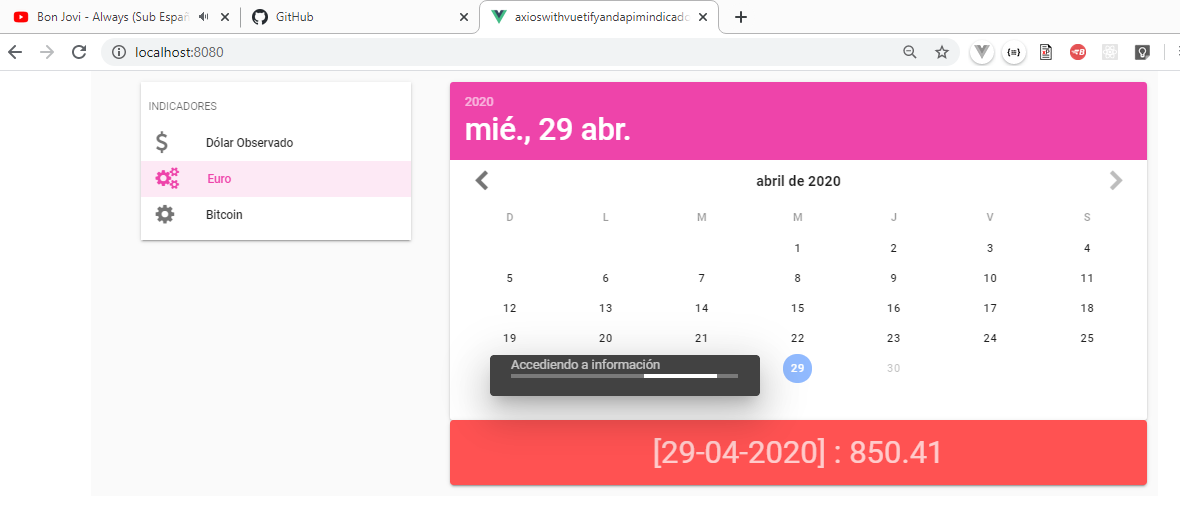 Bon Jovi - Always (Sub Españ
GitHub
axioswithvuetifyandapimindicado
localhost:8080
INDICADORES
$ Dólar Observado
Euro
Bitcoin
2020
mié., 29 abr.
abril de 2020
D L M M J V S
1 2 3 4
5 6 7 8 9 10 11
12 13 14 15 16 17 18
19 20 21 22 23 24 25
29 30
Accediendo a información
[29-04-2020] : 850.41